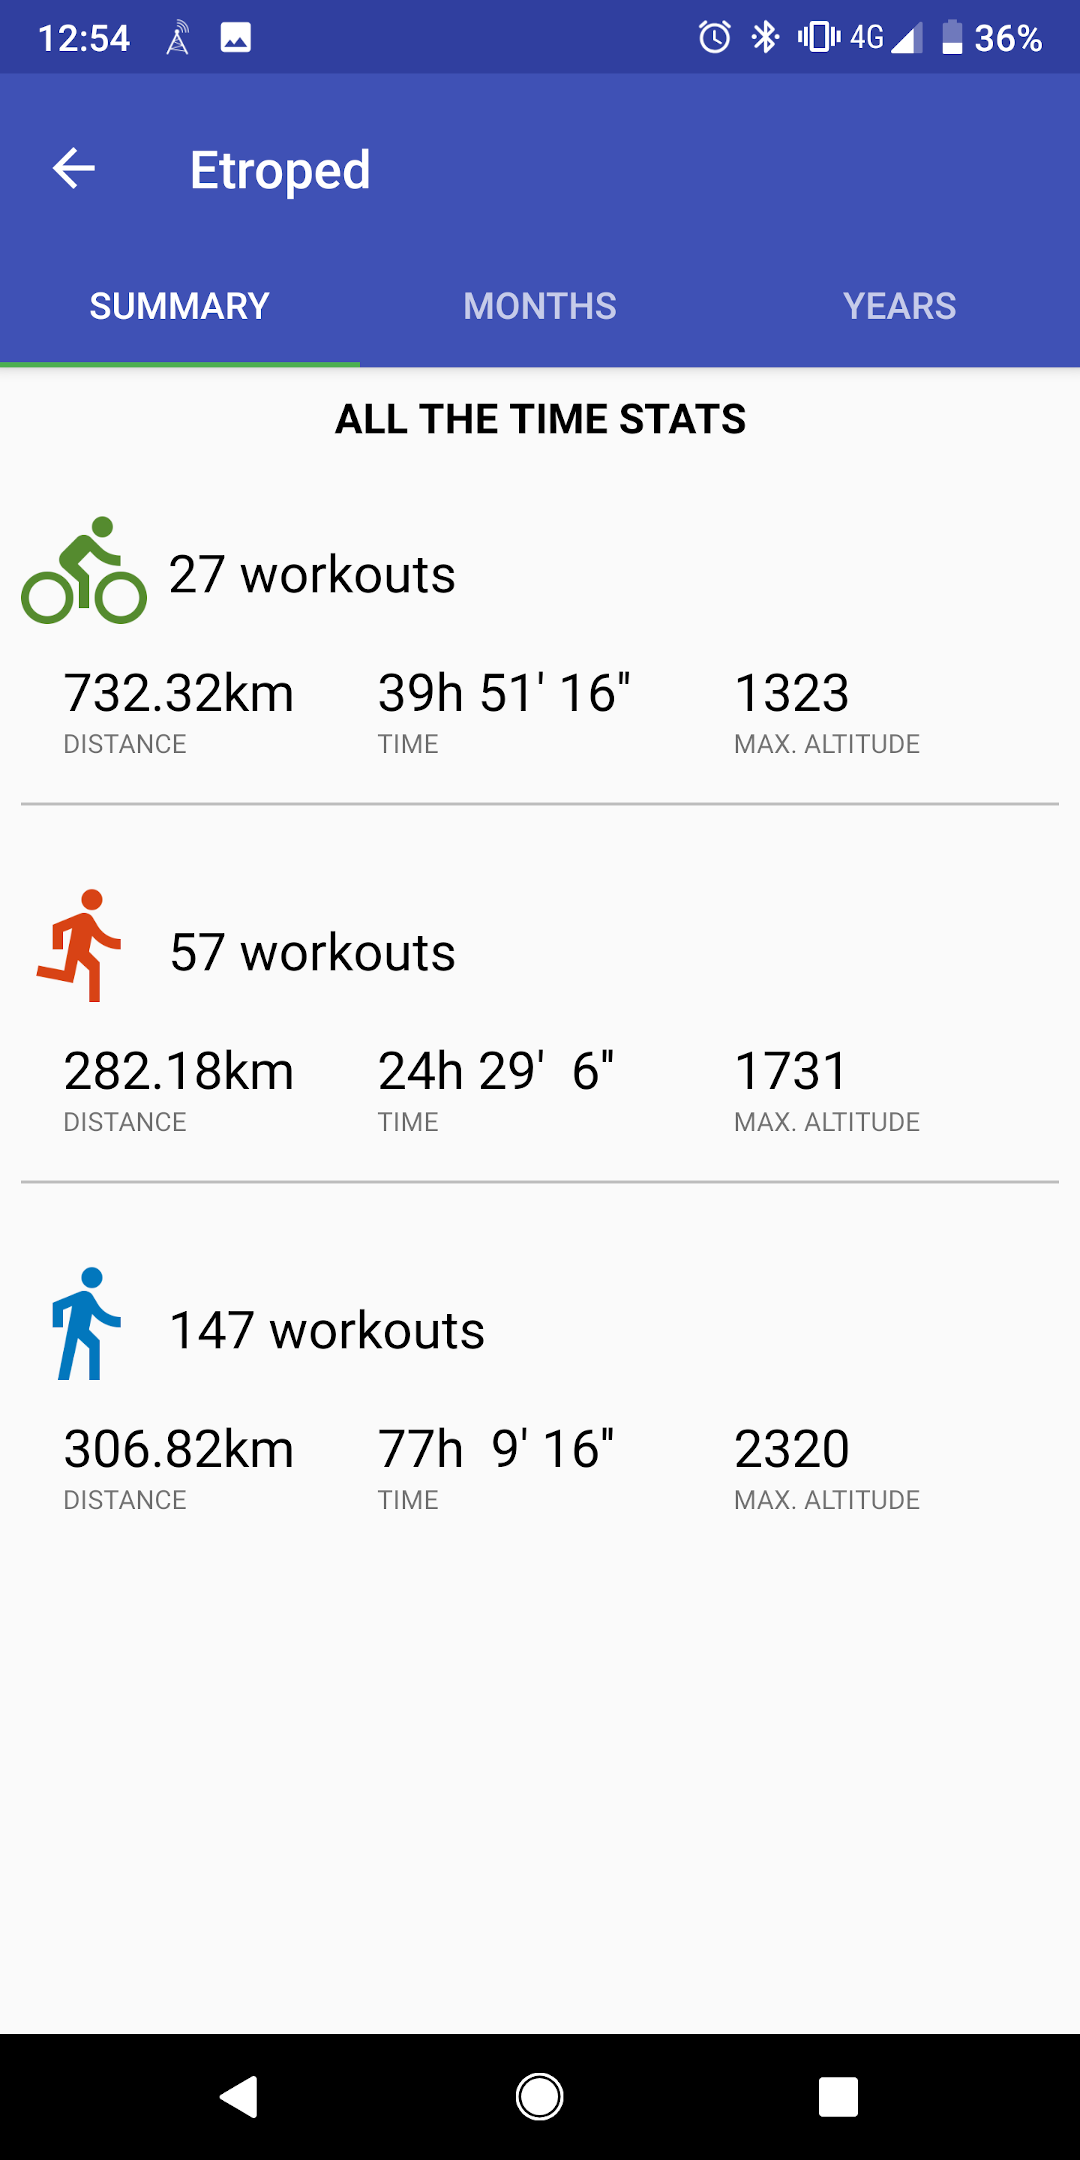 12:54 4G 36%
Etroped
SUMMARY MONTHS YEARS
ALL THE TIME STATS
27 workouts
732.32km 39h 51' 16" 1323
DISTANCE TIME MAX. ALTITUDE
57 workouts
282.18km 24h 29' 6" 1731
DISTANCE TIME MAX. ALTITUDE
147 workouts
306.82km 77h 9' 16" 2320
DISTANCE TIME MAX. ALTITUDE